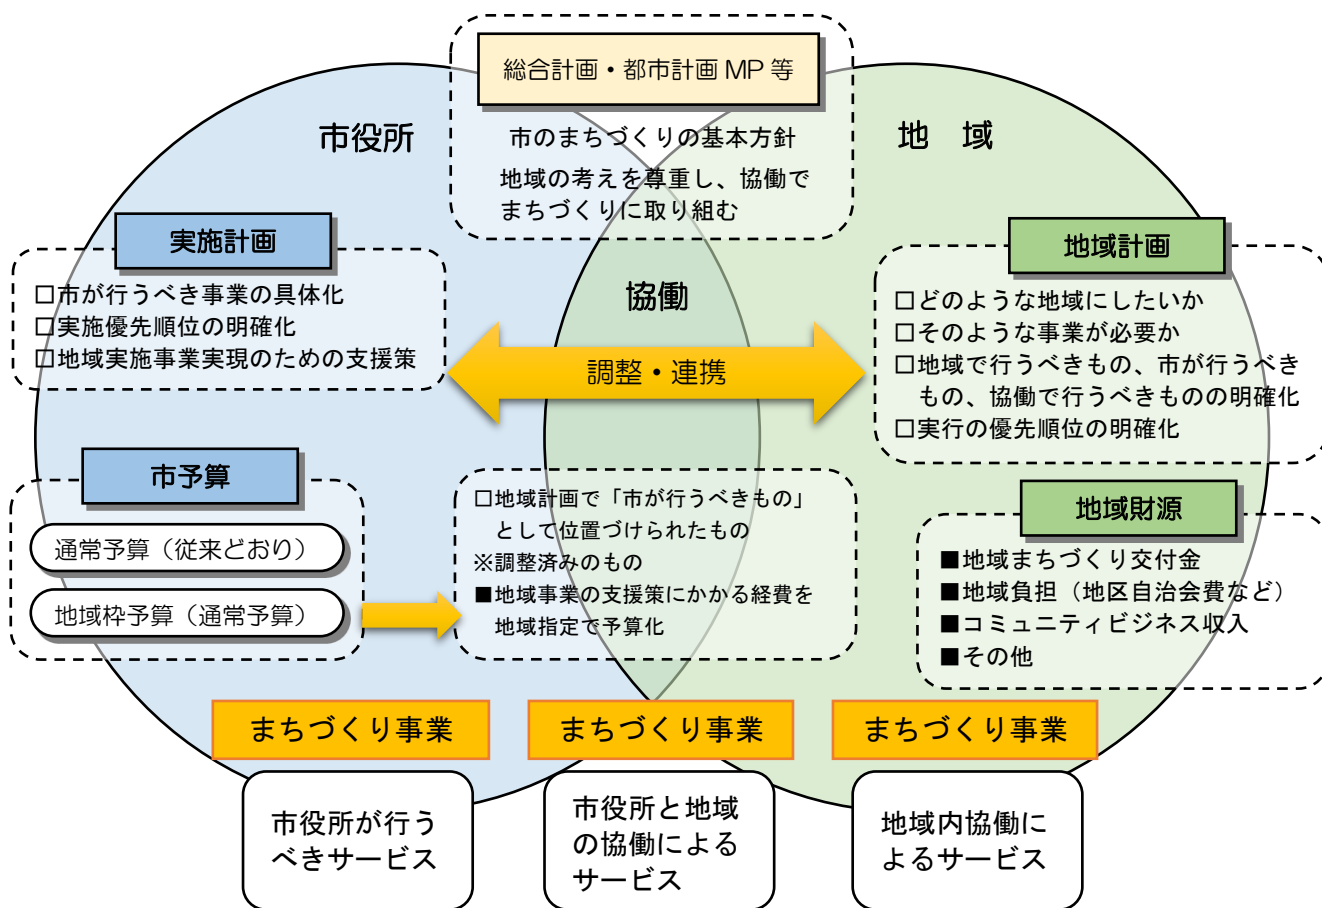 総合計画・都市計画 MP 等
市のまちづくりの基本方針
地域の考えを尊重し、協働で
まちづくりに取り組む
市役所
地 域
実施計画
□市が行うべき事業の具体化
□実施優先順位の明確化
□地域実施事業実現のための支援策
協働
調整・連携
地域計画
□どのような地域にしたいか
□そのような事業が必要か
□地域で行うべきもの、市が行うべき
もの、協働で行うべきものの明確化
□実行の優先順位の明確化
市予算
通常予算（従来どおり）
地域枠予算（通常予算）
□地域計画で「市が行うべきもの」
として位置づけられたもの
※調整済みのもの
■地域事業の支援策にかかる経費を
地域指定で予算化
地域財源
■地域まちづくり交付金
■地域負担（地区自治会費など）
■コミュニティビジネス収入
■その他
まちづくり事業
まちづくり事業
まちづくり事業
市役所が行う
べきサービス
市役所と地域
の協働による
サービス
地域内協働に
よるサービス